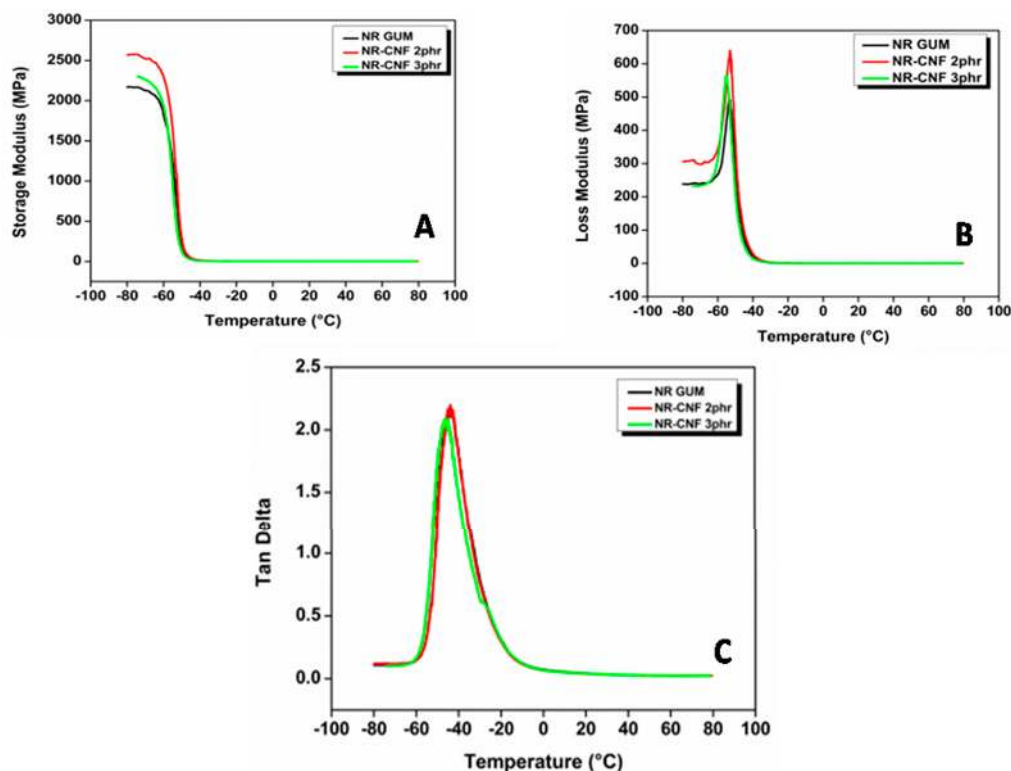 3000
2500
2000
1500
1000
500
0
Storage Modulus (MPa)
NR GUM
NR-CNF 2phr
NR-CNF 3phr
A
-100 -80 -60 -40 -20 0 20 40 60 80 100
Temperature (°C)
700
600
500
400
300
200
100
0
-100
Loss Modulus (MPa)
NR GUM
NR-CNF 2phr
NR-CNF 3phr
B
-100 -80 -60 -40 -20 0 20 40 60 80 100
Temperature (°C)
2.5
2.0
1.5
1.0
0.5
0.0
Tan Delta
NR GUM
NR-CNF 2phr
NR-CNF 3phr
C
-100 -80 -60 -40 -20 0 20 40 60 80 100
Temperature (°C)